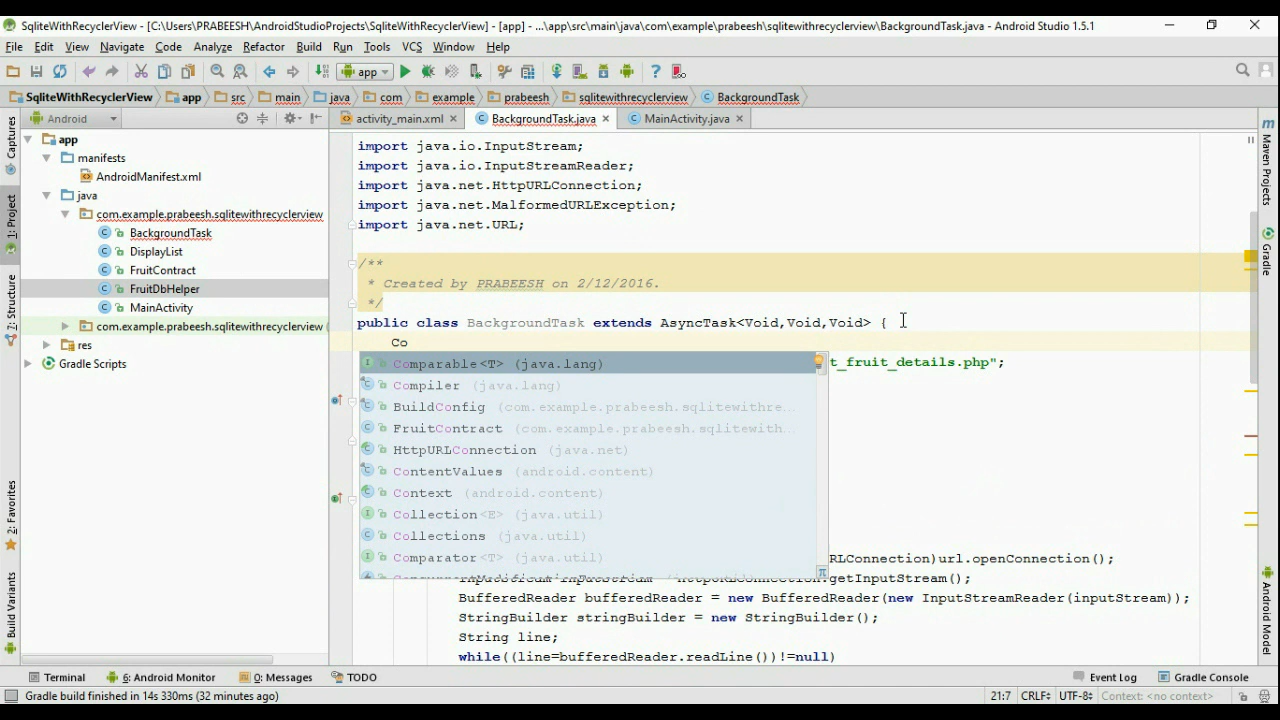 SqliteWithRecyclerView - [C:\Users\PRABEESH\AndroidStudioProjects\SqliteWithRecyclerView] - [app] - ...\app\src\main\java\com\example\prabeesh\sqlitewithrecyclerview\BackgroundTask.java - Android Studio 1.5.1
File Edit View Navigate Code Analyze Refactor Build Run Tools VCS Window Help
app
SqliteWithRecyclerView app src main java com example prabeesh sqlitewithrecyclerview BackgroundTask
Android
activity_main.xml BackgroundTask.java MainActivity.java
Captures
1: Project
2: Structure
2: Favorites
Build Variants
app
manifests
AndroidManifest.xml
java
com.example.prabeesh.sqlitewithrecyclerview
BackgroundTask
DisplayList
FruitContract
FruitDbHelper
MainActivity
com.example.prabeesh.sqlitewithrecyclerview (
res
Gradle Scripts
import java.io.InputStream;
import java.io.InputStreamReader;
import java.net.HttpURLConnection;
import java.net.MalformedURLException;
import java.net.URL;
/**
* Created by PRABEESH on 2/12/2016.
*/
public class BackgroundTask extends AsyncTask<Void,Void,Void> {
Co
t_fruit_details.php";
Comparable<T> (java.lang)
Compiler (java.lang)
BuildConfig (com.example.prabeesh.sqlitewithre...
FruitContract (com.example.prabeesh.sqlitewith...
HttpURLConnection (java.net)
ContentValues (android.content)
Context (android.content)
Collection<E> (java.util)
Collections (java.util)
Comparator<T> (java.util)
RLConnection)url.openConnection();
getInputStream();
BufferedReader bufferedReader = new BufferedReader(new InputStreamReader(inputStream));
StringBuilder stringBuilder = new StringBuilder();
String line;
while((line=bufferedReader.readLine())!=null)
Maven Projects
Gradle
Android Model
Terminal 6: Android Monitor 0: Messages TODO Event Log Gradle Console
Gradle build finished in 14s 330ms (32 minutes ago) 21:7 CRLF UTF-8 Context: <no context>